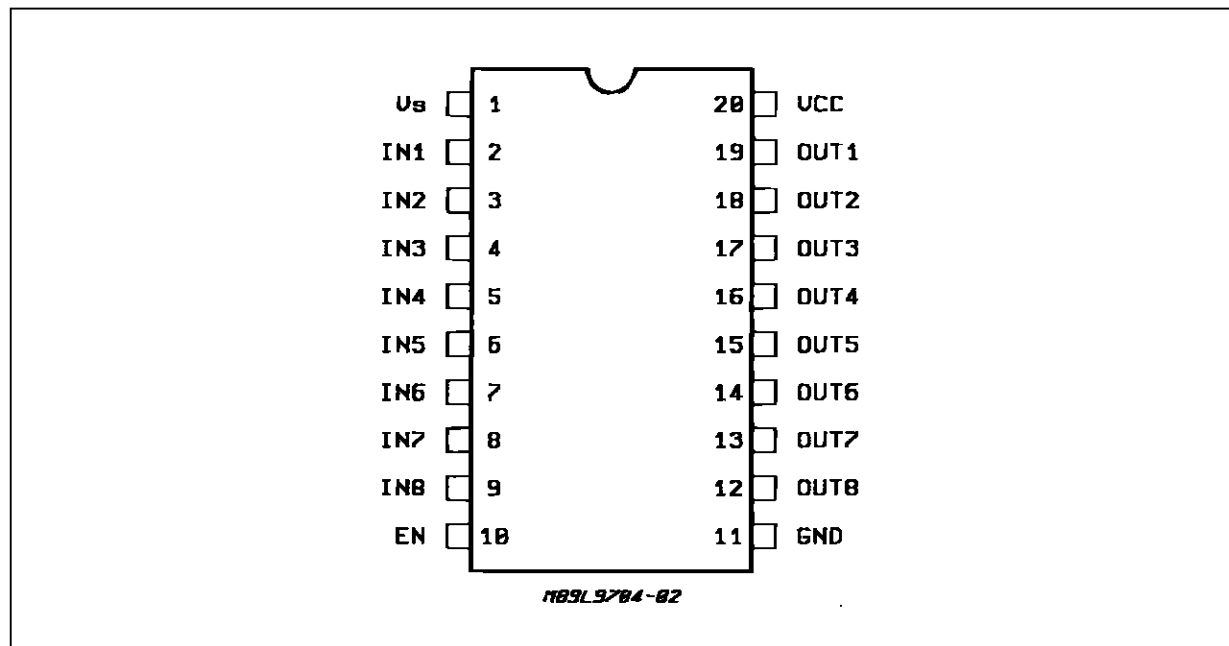 Vs 1 20 VCC
IN1 2 19 OUT1
IN2 3 18 OUT2
IN3 4 17 OUT3
IN4 5 16 OUT4
IN5 6 15 OUT5
IN6 7 14 OUT6
IN7 8 13 OUT7
IN8 9 12 OUT8
EN 10 11 GND
M89L9704-02